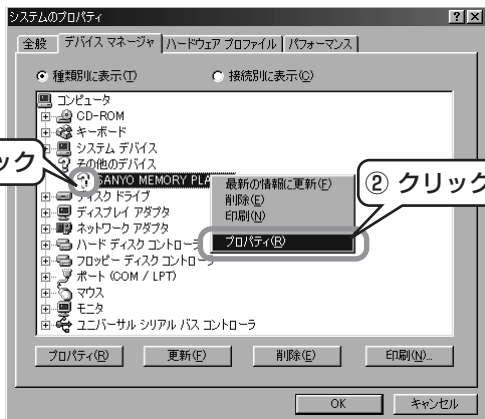 システムのプロパティ
全般 デバイス マネージャ ハードウェア プロファイル パフォーマンス
種類別に表示(T) 接続別に表示(C)
コンピュータ
CD-ROM
キーボード
システム デバイス
その他のデバイス
ック
SANYO MEMORY PLA
最新の情報に更新(F)
② クリック
ディスク ドライブ
削除(E)
ディスプレイ アダプタ
印刷(N)
ネットワーク アダプタ
ハード ディスク コントローラ
プロパティ(R)
フロッピー ディスク コントローラ
ポート (COM / LPT)
マウス
モニタ
ユニバーサル シリアル バス コントローラ
プロパティ(R) 更新(F) 削除(E) 印刷(N)...
OK キャンセル